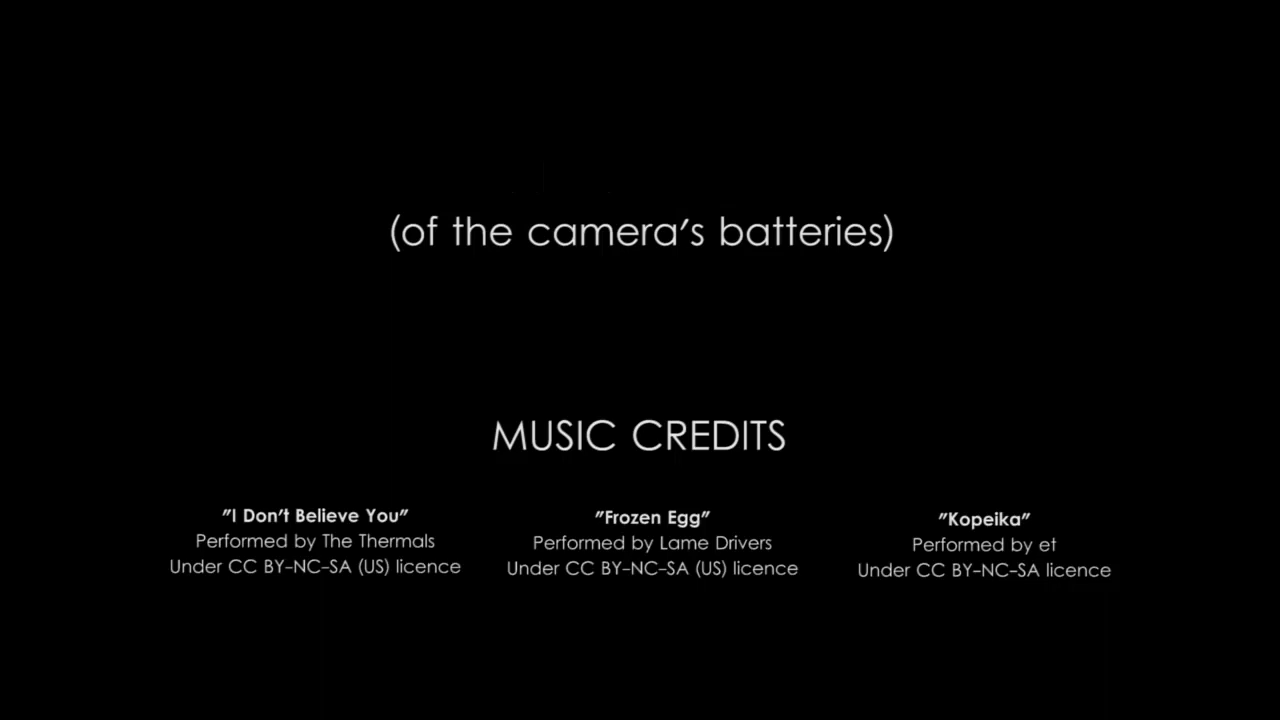 (of the camera's batteries)
MUSIC CREDITS
"I Don't Believe You"
Performed by The Thermals
Under CC BY-NC-SA (US) licence
"Frozen Egg"
Performed by Lame Drivers
Under CC BY-NC-SA (US) licence
"Kopeika"
Performed by et
Under CC BY-NC-SA licence